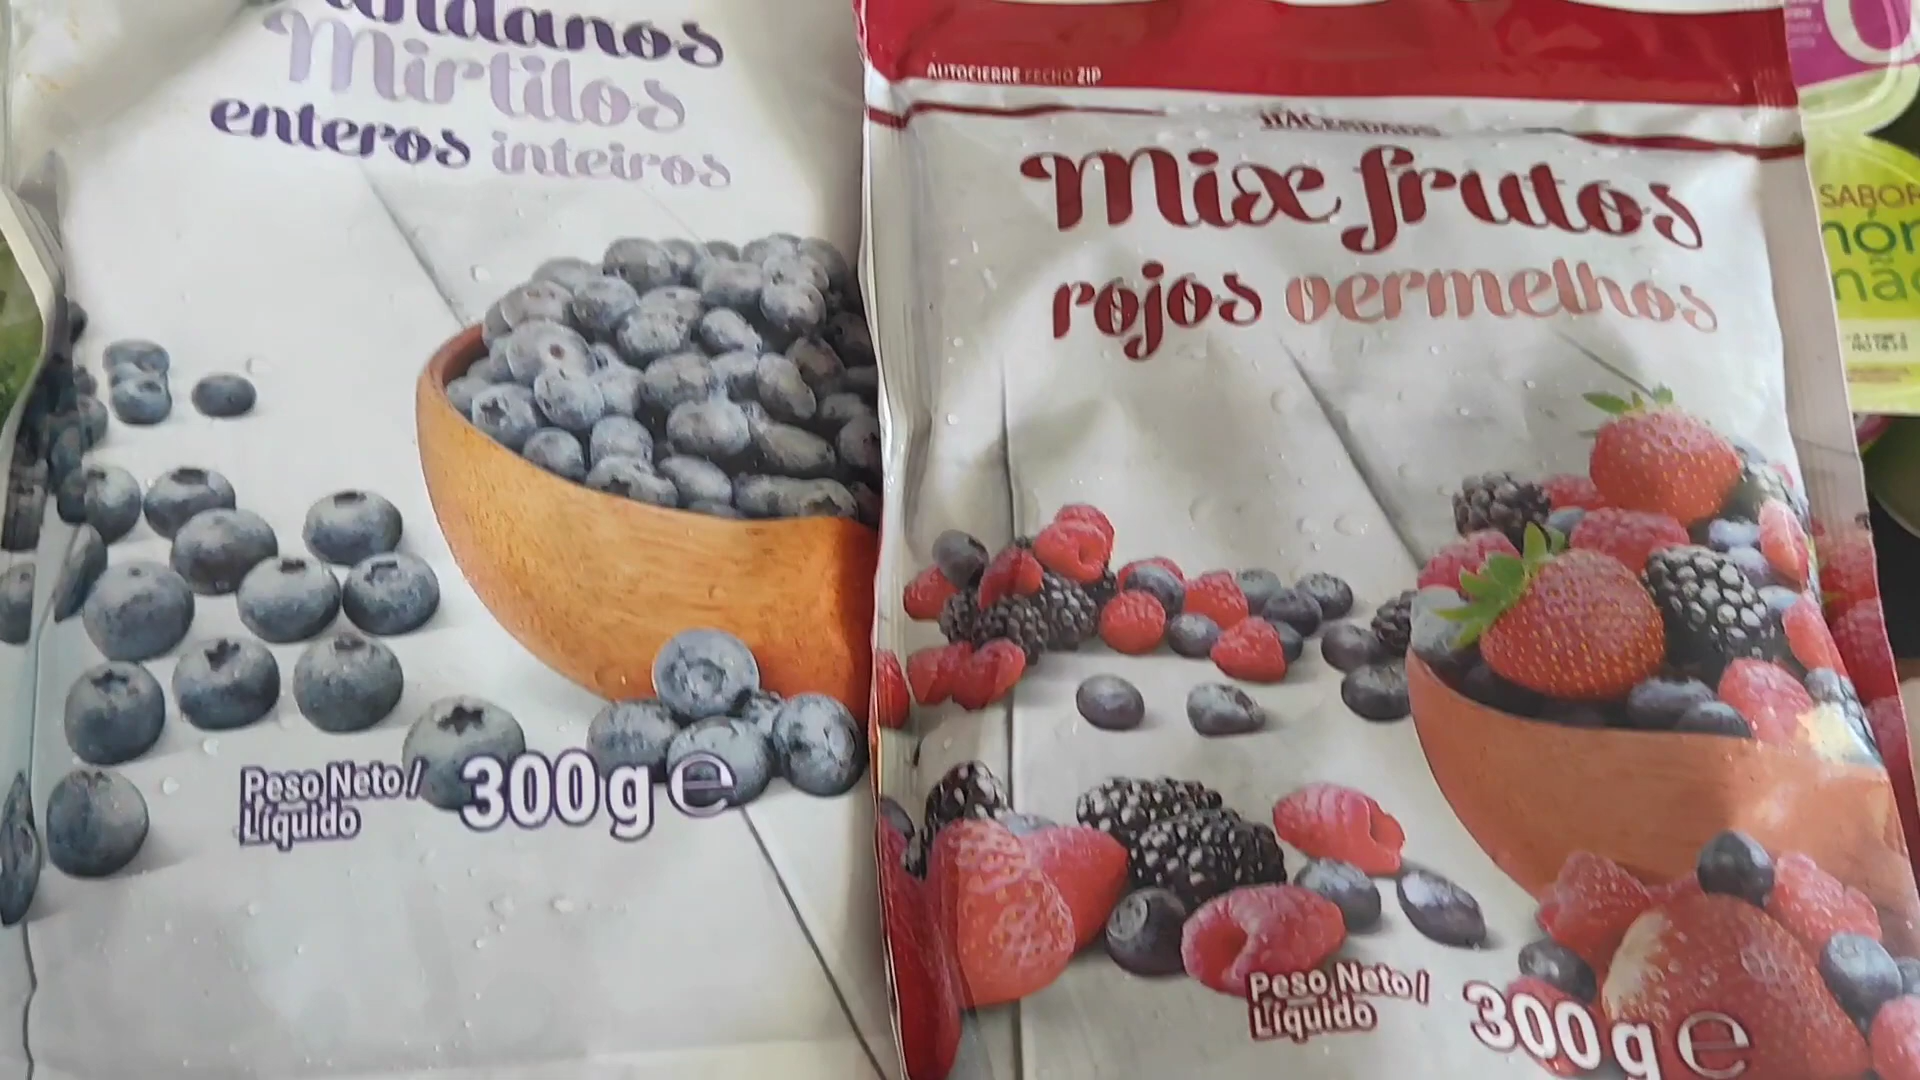 Mirtilos
enteros inteiros
Peso Neto/
Líquido
300g e
AUTOCIERRE FECHO ZIP
HACENDADO
Mix frutos
rojos vermelhos
Peso Neto/
Líquido
300g e
SABOR